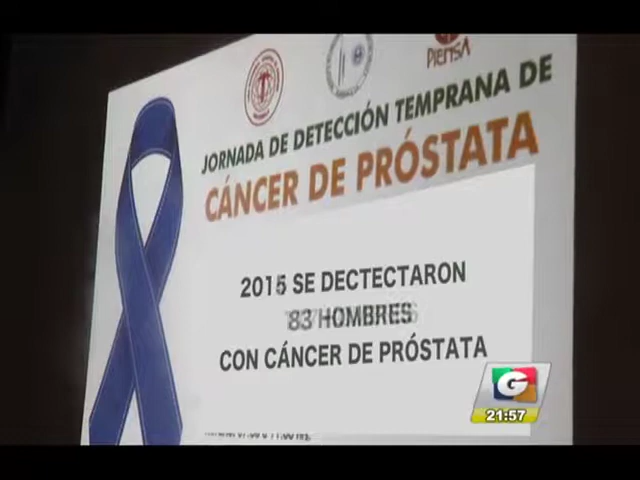 PIENSA
JORNADA DE DETECCIÓN TEMPRANA DE
CÁNCER DE PRÓSTATA
2015 SE DECTECTARON
83 HOMBRES
CON CÁNCER DE PRÓSTATA
G
21:57